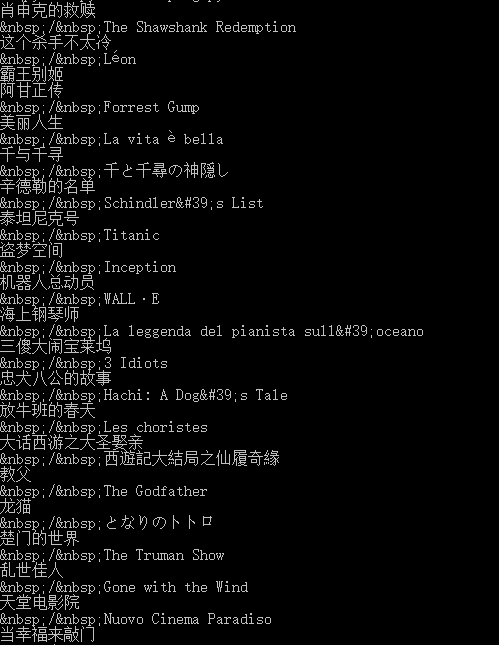 肖申克的救赎
&nbsp;/&nbsp;The Shawshank Redemption
这个杀手不太冷
&nbsp;/&nbsp;Léon
霸王别姬
阿甘正传
&nbsp;/&nbsp;Forrest Gump
美丽人生
&nbsp;/&nbsp;La vita è bella
千与千寻
&nbsp;/&nbsp;千と千尋の神隠し
辛德勒的名单
&nbsp;/&nbsp;Schindler&#39;s List
泰坦尼克号
&nbsp;/&nbsp;Titanic
盗梦空间
&nbsp;/&nbsp;Inception
机器人总动员
&nbsp;/&nbsp;WALL·E
海上钢琴师
&nbsp;/&nbsp;La leggenda del pianista sull&#39;oceano
三傻大闹宝莱坞
&nbsp;/&nbsp;3 Idiots
忠犬八公的故事
&nbsp;/&nbsp;Hachi: A Dog&#39;s Tale
放牛班的春天
&nbsp;/&nbsp;Les choristes
大话西游之大圣娶亲
&nbsp;/&nbsp;西遊記大結局之仙履奇緣
教父
&nbsp;/&nbsp;The Godfather
龙猫
&nbsp;/&nbsp;となりのトトロ
楚门的世界
&nbsp;/&nbsp;The Truman Show
乱世佳人
&nbsp;/&nbsp;Gone with the Wind
天堂电影院
&nbsp;/&nbsp;Nuovo Cinema Paradiso
当幸福来敲门